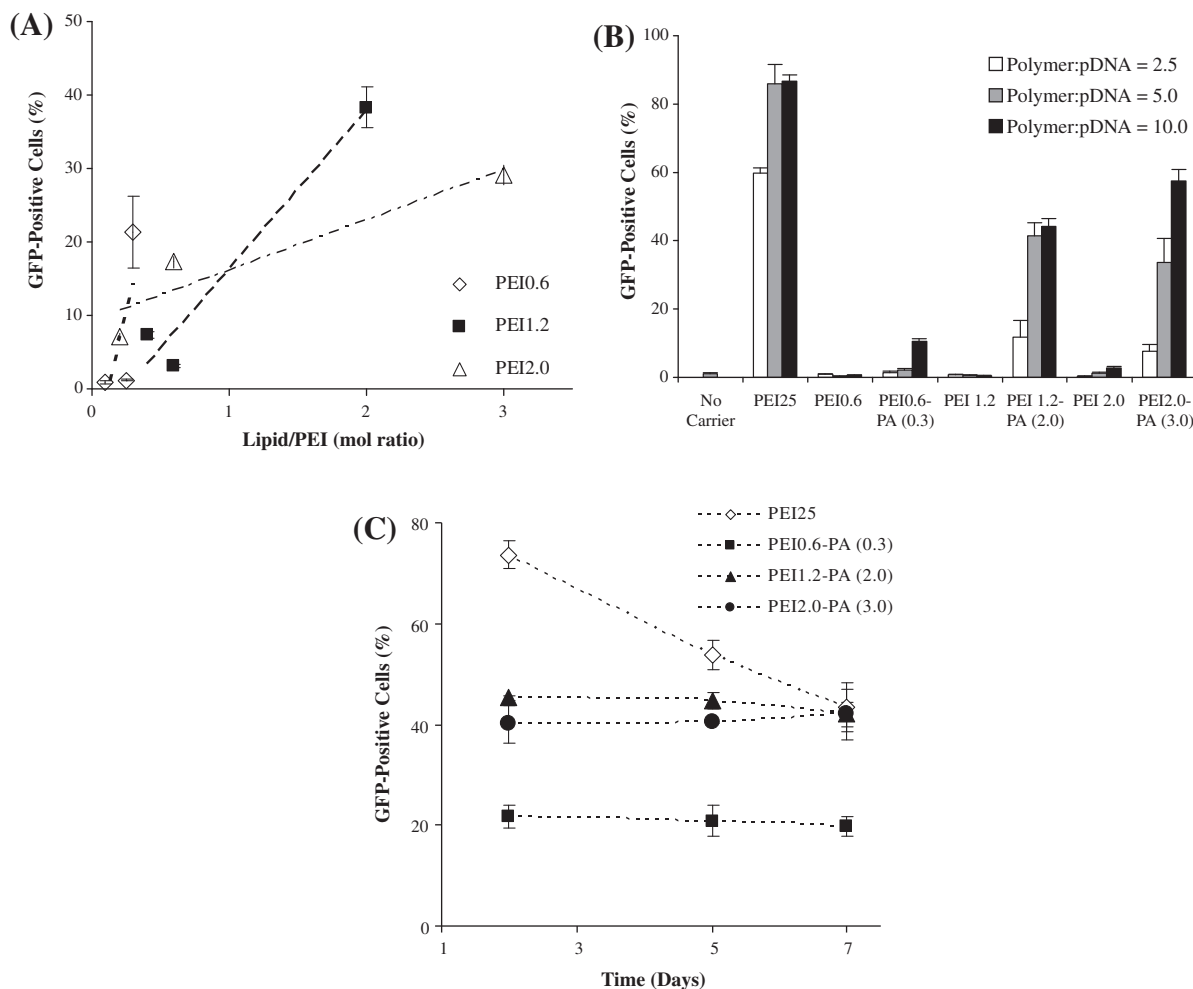 (A)
50
40
30
20
10
0
GFP-Positive Cells (%)
0
1
2
3
Lipid/PEI (mol ratio)
PEI0.6
PEI1.2
PEI2.0
(B)
100
80
60
40
20
0
GFP-Positive Cells (%)
Polymer:pDNA = 2.5
Polymer:pDNA = 5.0
Polymer:pDNA = 10.0
No
Carrier
PEI25
PEI0.6
PEI0.6-
PA (0.3)
PEI 1.2
PEI 1.2-
PA (2.0)
PEI 2.0
PEI2.0-
PA (3.0)
(C)
80
60
40
20
0
GFP-Positive Cells (%)
PEI25
PEI0.6-PA (0.3)
PEI1.2-PA (2.0)
PEI2.0-PA (3.0)
1
3
5
7
Time (Days)